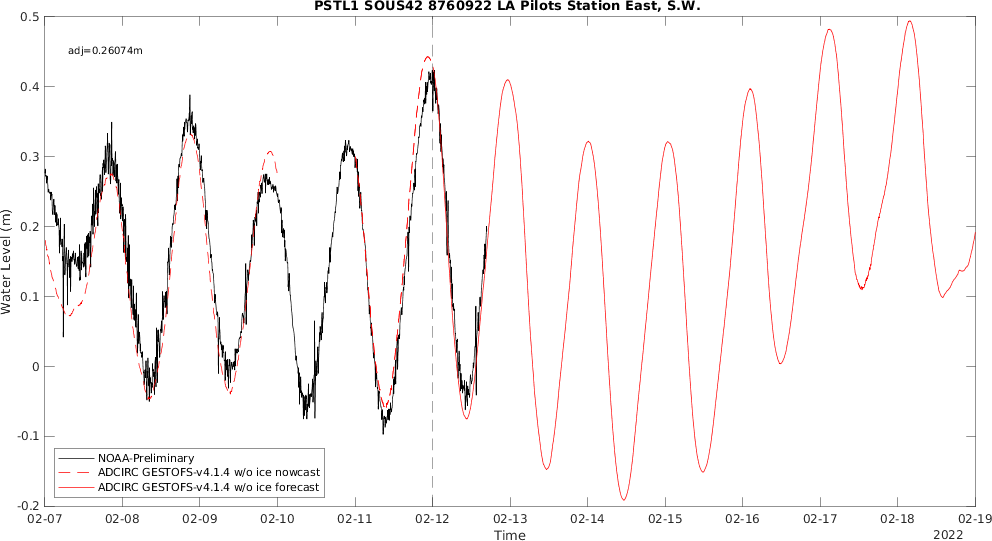 PSTL1 SOUS42 8760922 LA Pilots Station East, S.W.
adj=0.26074m
Water Level (m)
0.5
0.4
0.3
0.2
0.1
0
-0.1
-0.2
NOAA-Preliminary
ADCIRC GESTOFS-v4.1.4 w/o ice nowcast
ADCIRC GESTOFS-v4.1.4 w/o ice forecast
02-07 02-08 02-09 02-10 02-11 02-12 02-13 02-14 02-15 02-16 02-17 02-18 02-19
Time
2022